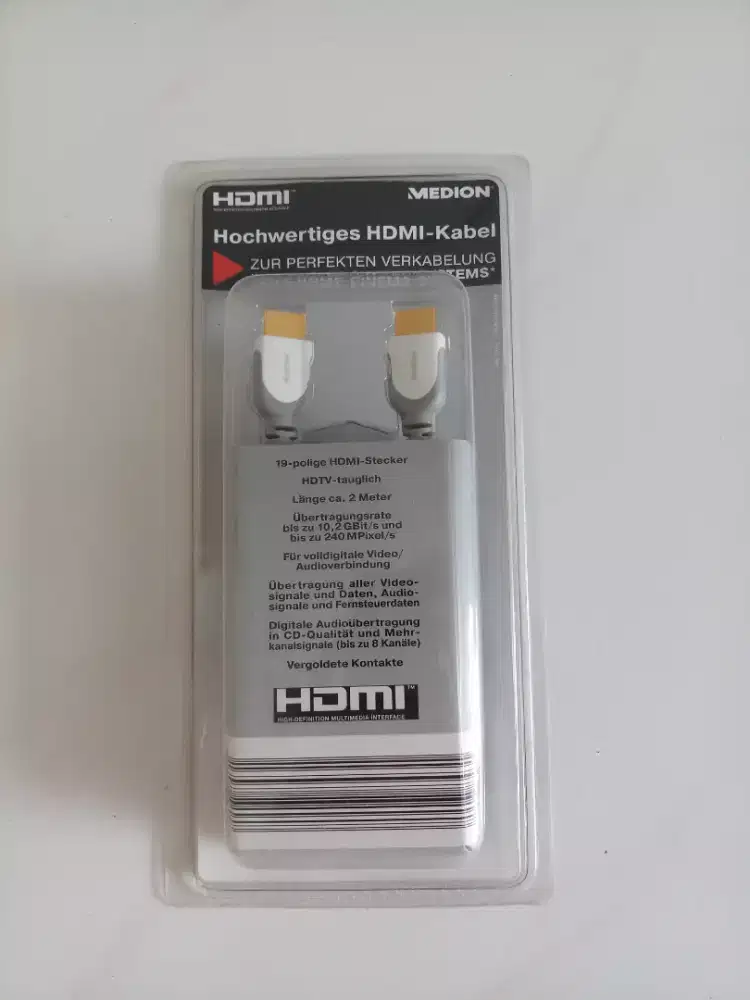 HDMI™
MEDION®
Hochwertiges HDMI-Kabel
ZUR PERFEKTEN VERKABELUNG
19-polige HDMI-Stecker
HDTV-tauglich
Länge ca. 2 Meter
Übertragungsrate
bis zu 10,2 GBit/s und
bis zu 240 MPixel/s
Für volldigitale Video/
Audioverbindung
Übertragung aller Video-
signale und Daten, Audio-
signale und Fernsteuerdaten
Digitale Audioübertragung
in CD-Qualität und Mehr-
kanalsignale (bis zu 8 Kanäle)
Vergoldete Kontakte
HDMI™
HIGH-DEFINITION MULTIMEDIA INTERFACE